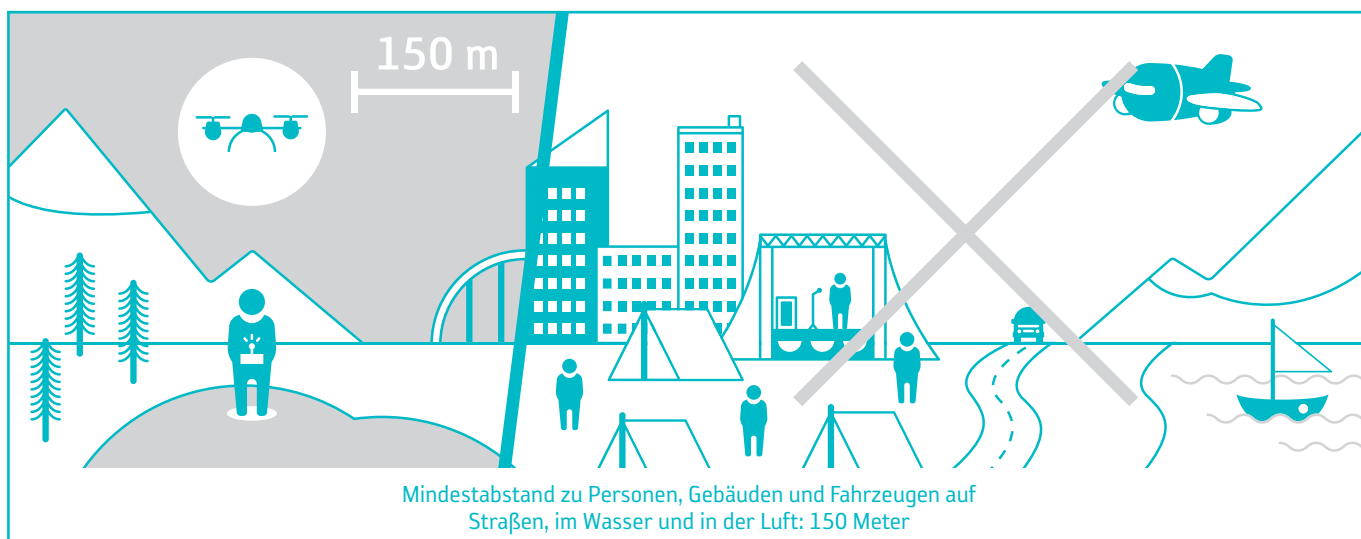 150 m
Mindestabstand zu Personen, Gebäuden und Fahrzeugen auf
Straßen, im Wasser und in der Luft: 150 Meter